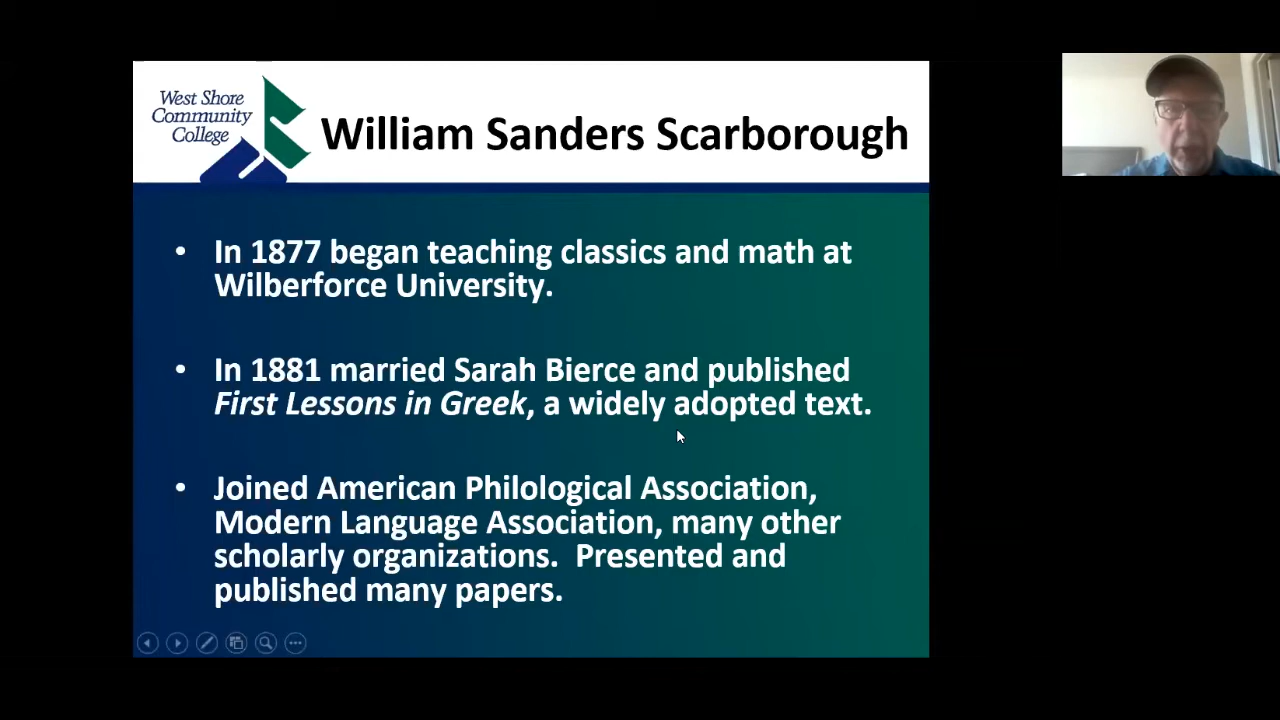 West Shore
Community
College
William Sanders Scarborough
• In 1877 began teaching classics and math at
Wilberforce University.
• In 1881 married Sarah Bierce and published
First Lessons in Greek, a widely adopted text.
• Joined American Philological Association,
Modern Language Association, many other
scholarly organizations.  Presented and
published many papers.